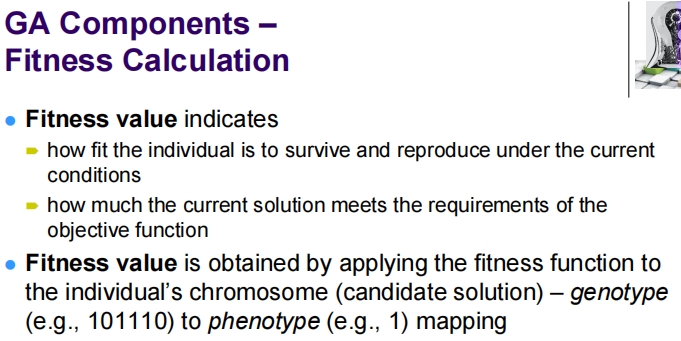 GA Components –
Fitness Calculation
Fitness value indicates
how fit the individual is to survive and reproduce under the current
conditions
how much the current solution meets the requirements of the
objective function
Fitness value is obtained by applying the fitness function to
the individual's chromosome (candidate solution) – genotype
(e.g., 101110) to phenotype (e.g., 1) mapping